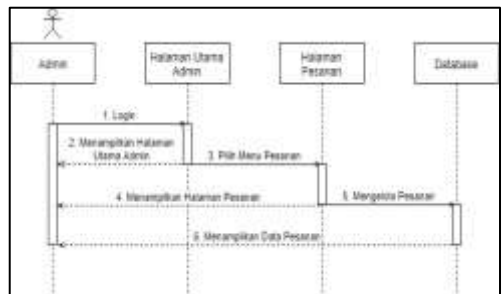 Admin
Halaman Utama
Admin
Halaman
Pesanan
Database
1. Login
2. Menampilkan Halaman
Utama Admin
3. Pilih Menu Pesanan
4. Menampilkan Halaman Pesanan
5. Mengelola Pesanan
6. Menampilkan Data Pesanan